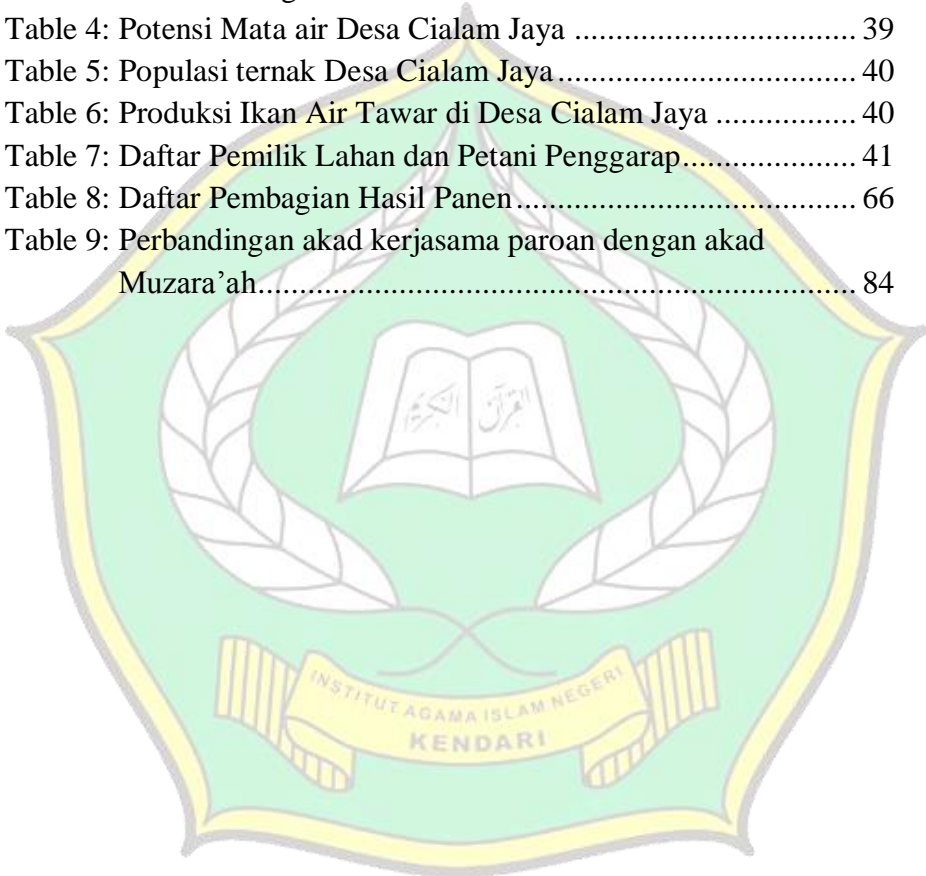 Table 4: Potensi Mata air Desa Cialam Jaya .................................. 39
Table 5: Populasi ternak Desa Cialam Jaya.................................... 40
Table 6: Produksi Ikan Air Tawar di Desa Cialam Jaya ................. 40
Table 7: Daftar Pemilik Lahan dan Petani Penggarap..................... 41
Table 8: Daftar Pembagian Hasil Panen......................................... 66
Table 9: Perbandingan akad kerjasama paroan dengan akad
Muzara’ah......................................................................... 84
القرآن الكريم
INSTITUT AGAMA ISLAM NEGERI
KENDARI